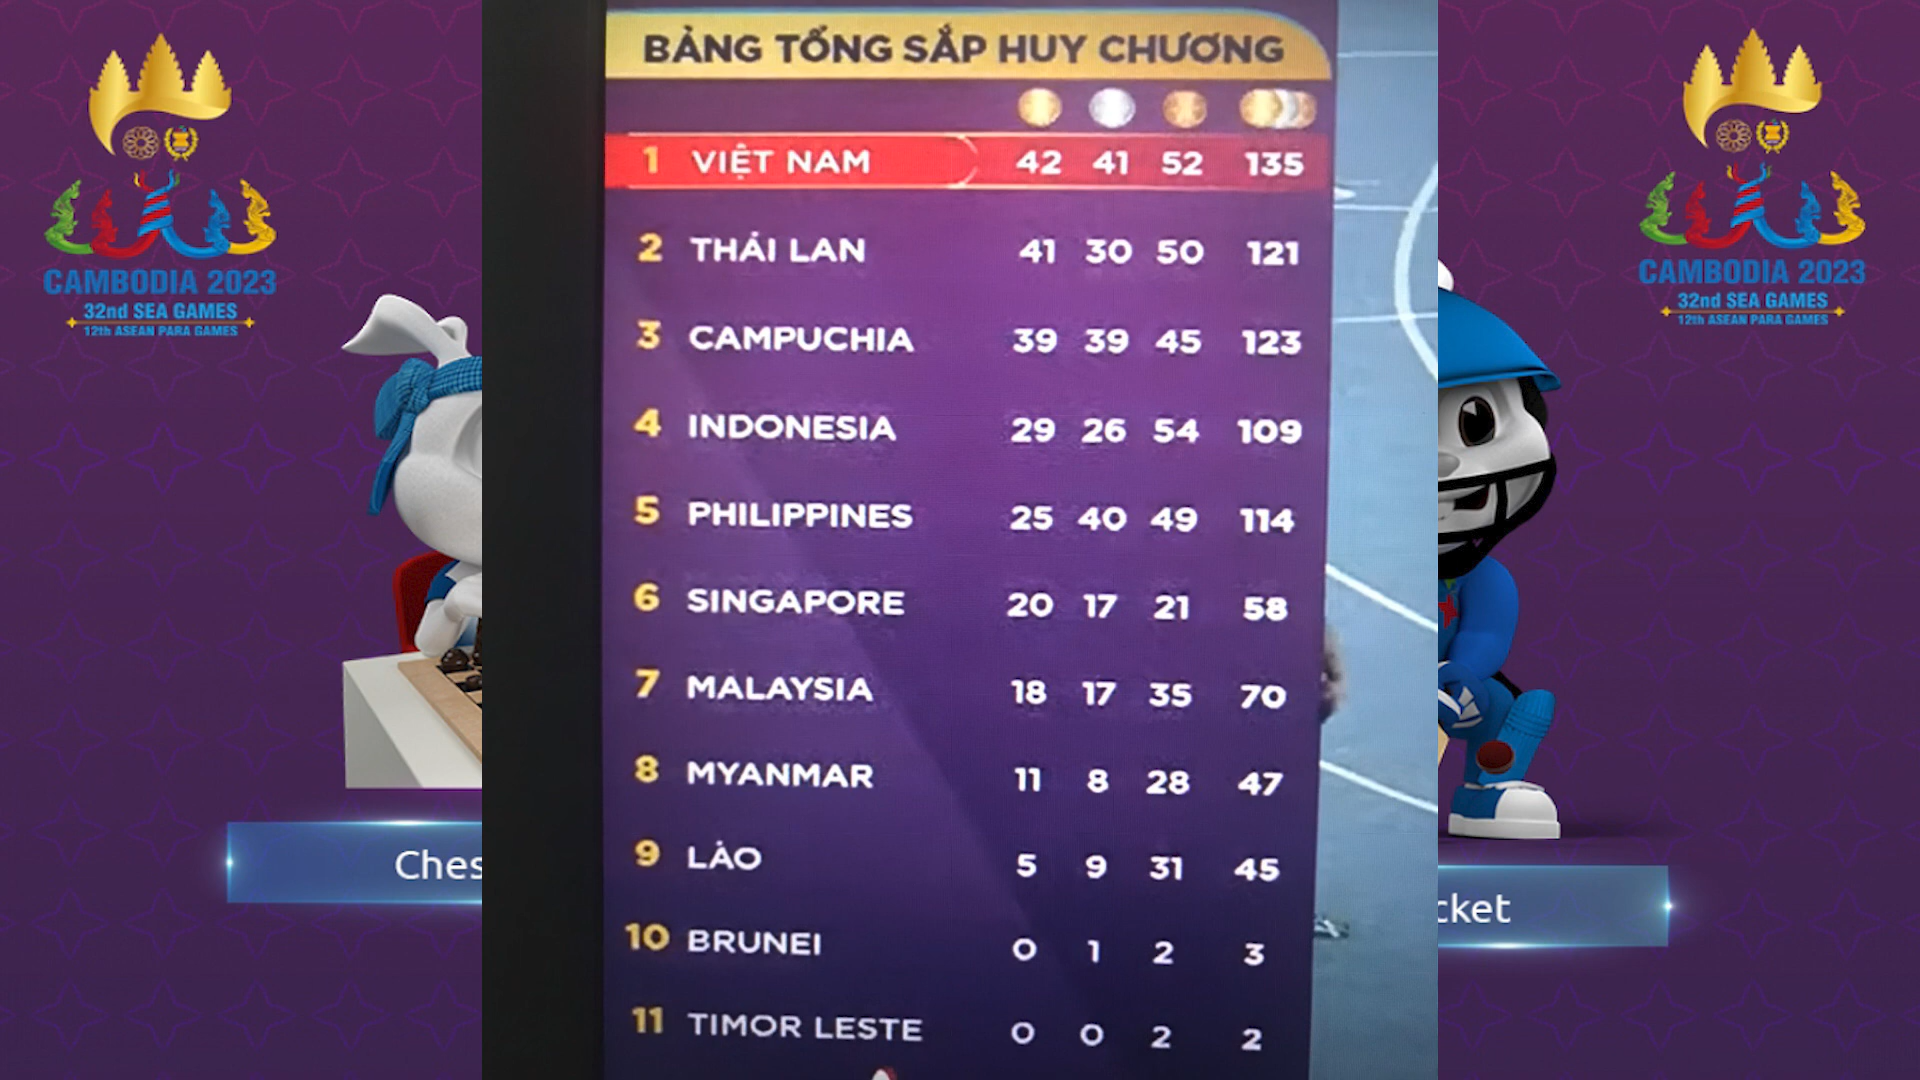 CAMBODIA 2023
32nd SEA GAMES
12th ASEAN PARA GAMES
Ches
BẢNG TỔNG SẮP HUY CHƯƠNG
1 VIỆT NAM 42 41 52 135
2 THÁI LAN 41 30 50 121
3 CAMPUCHIA 39 39 45 123
4 INDONESIA 29 26 54 109
5 PHILIPPINES 25 40 49 114
6 SINGAPORE 20 17 21 58
7 MALAYSIA 18 17 35 70
8 MYANMAR 11 8 28 47
9 LÀO 5 9 31 45
10 BRUNEI 0 1 2 3
11 TIMOR LESTE 0 0 2 2
CAMBODIA 2023
32nd SEA GAMES
12th ASEAN PARA GAMES
cket